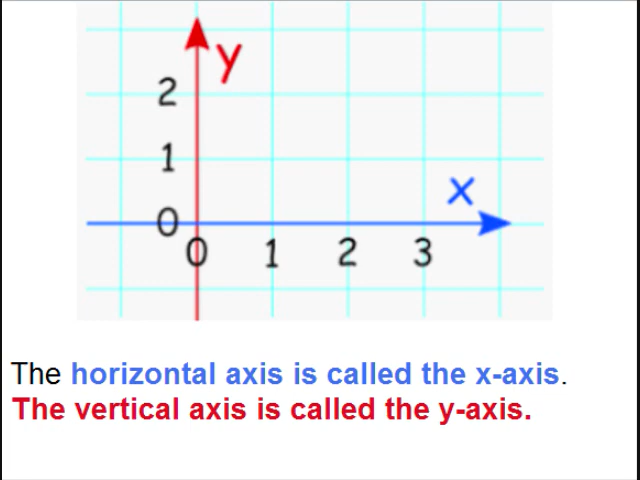 y
2
1
x
0
0 1 2 3
The horizontal axis is called the x-axis.
The vertical axis is called the y-axis.